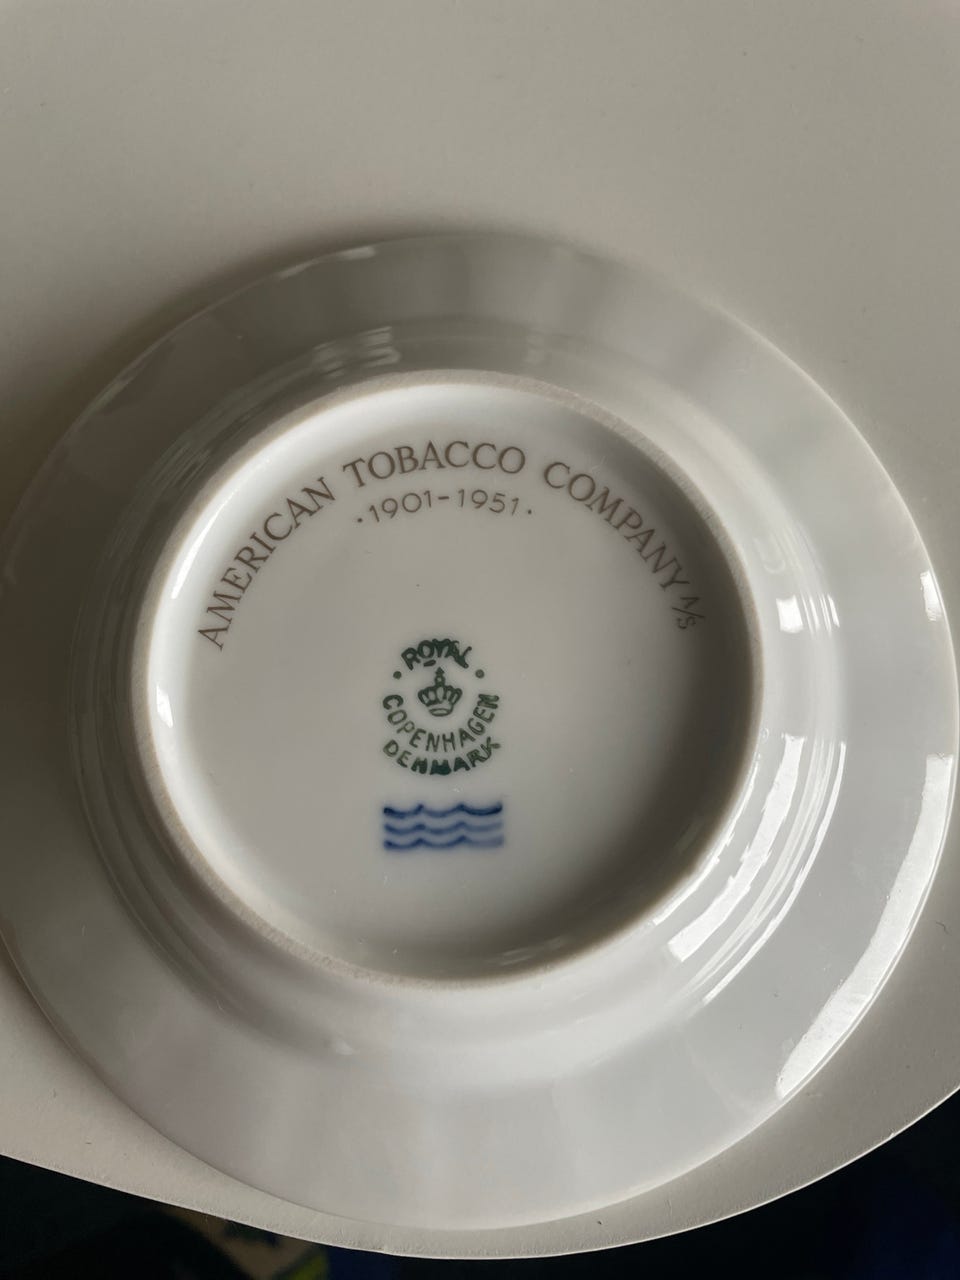 AMERICAN TOBACCO COMPANY A/S
·1901-1951·
ROYAL
COPENHAGEN
DENMARK